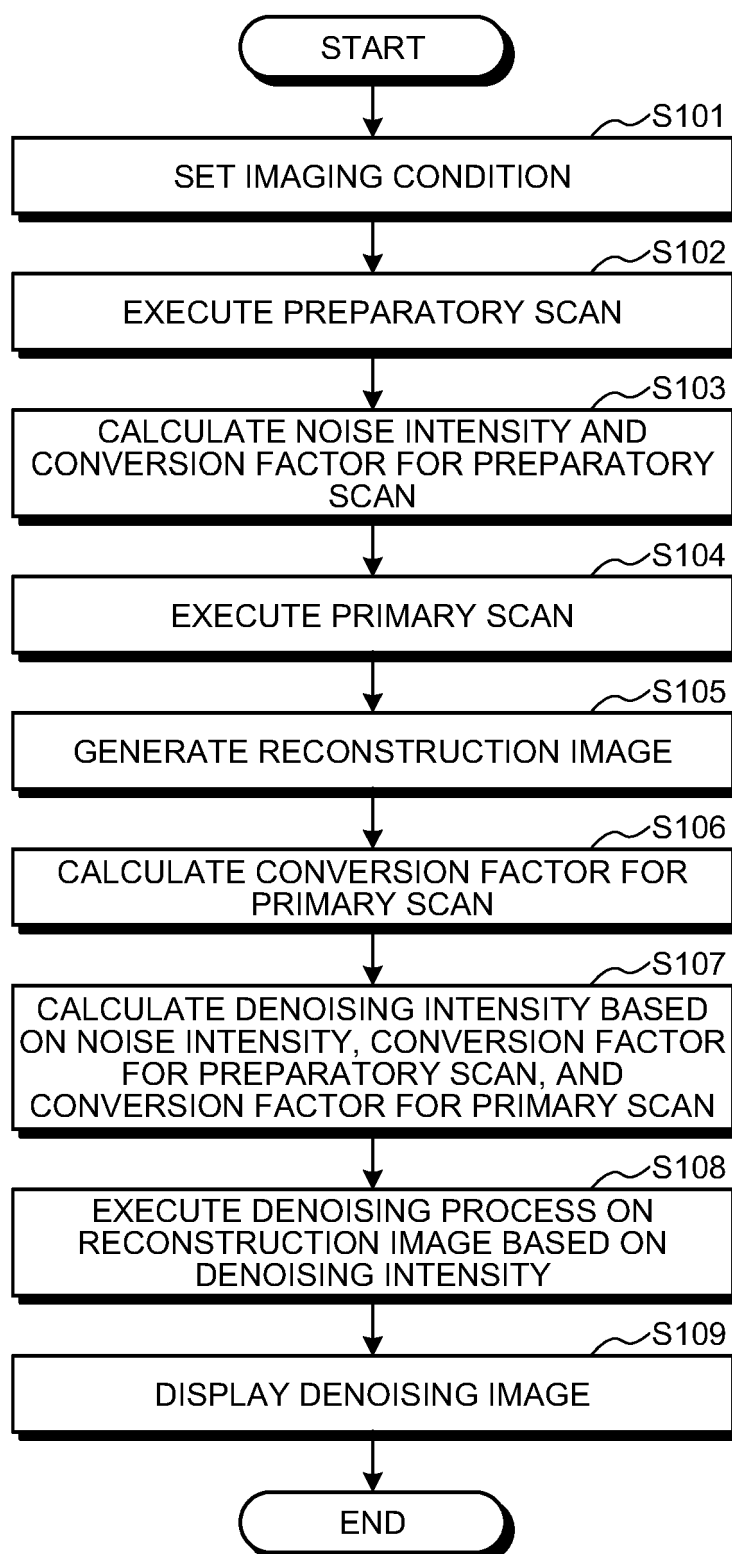 START
S101
SET IMAGING CONDITION
S102
EXECUTE PREPARATORY SCAN
S103
CALCULATE NOISE INTENSITY AND
CONVERSION FACTOR FOR PREPARATORY
SCAN
S104
EXECUTE PRIMARY SCAN
S105
GENERATE RECONSTRUCTION IMAGE
S106
CALCULATE CONVERSION FACTOR FOR
PRIMARY SCAN
S107
CALCULATE DENOISING INTENSITY BASED
ON NOISE INTENSITY, CONVERSION FACTOR
FOR PREPARATORY SCAN, AND
CONVERSION FACTOR FOR PRIMARY SCAN
S108
EXECUTE DENOISING PROCESS ON
RECONSTRUCTION IMAGE BASED ON
DENOISING INTENSITY
S109
DISPLAY DENOISING IMAGE
END